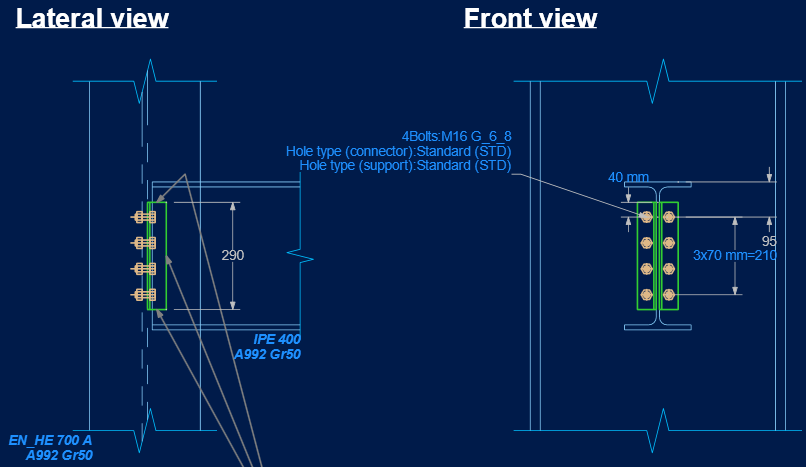 Lateral view
Front view
4Bolts:M16 G_6_8
Hole type (connector):Standard (STD)
Hole type (support):Standard (STD)
40 mm
290
95
3x70 mm=210
IPE 400
A992 Gr50
EN_HE 700 A
A992 Gr50